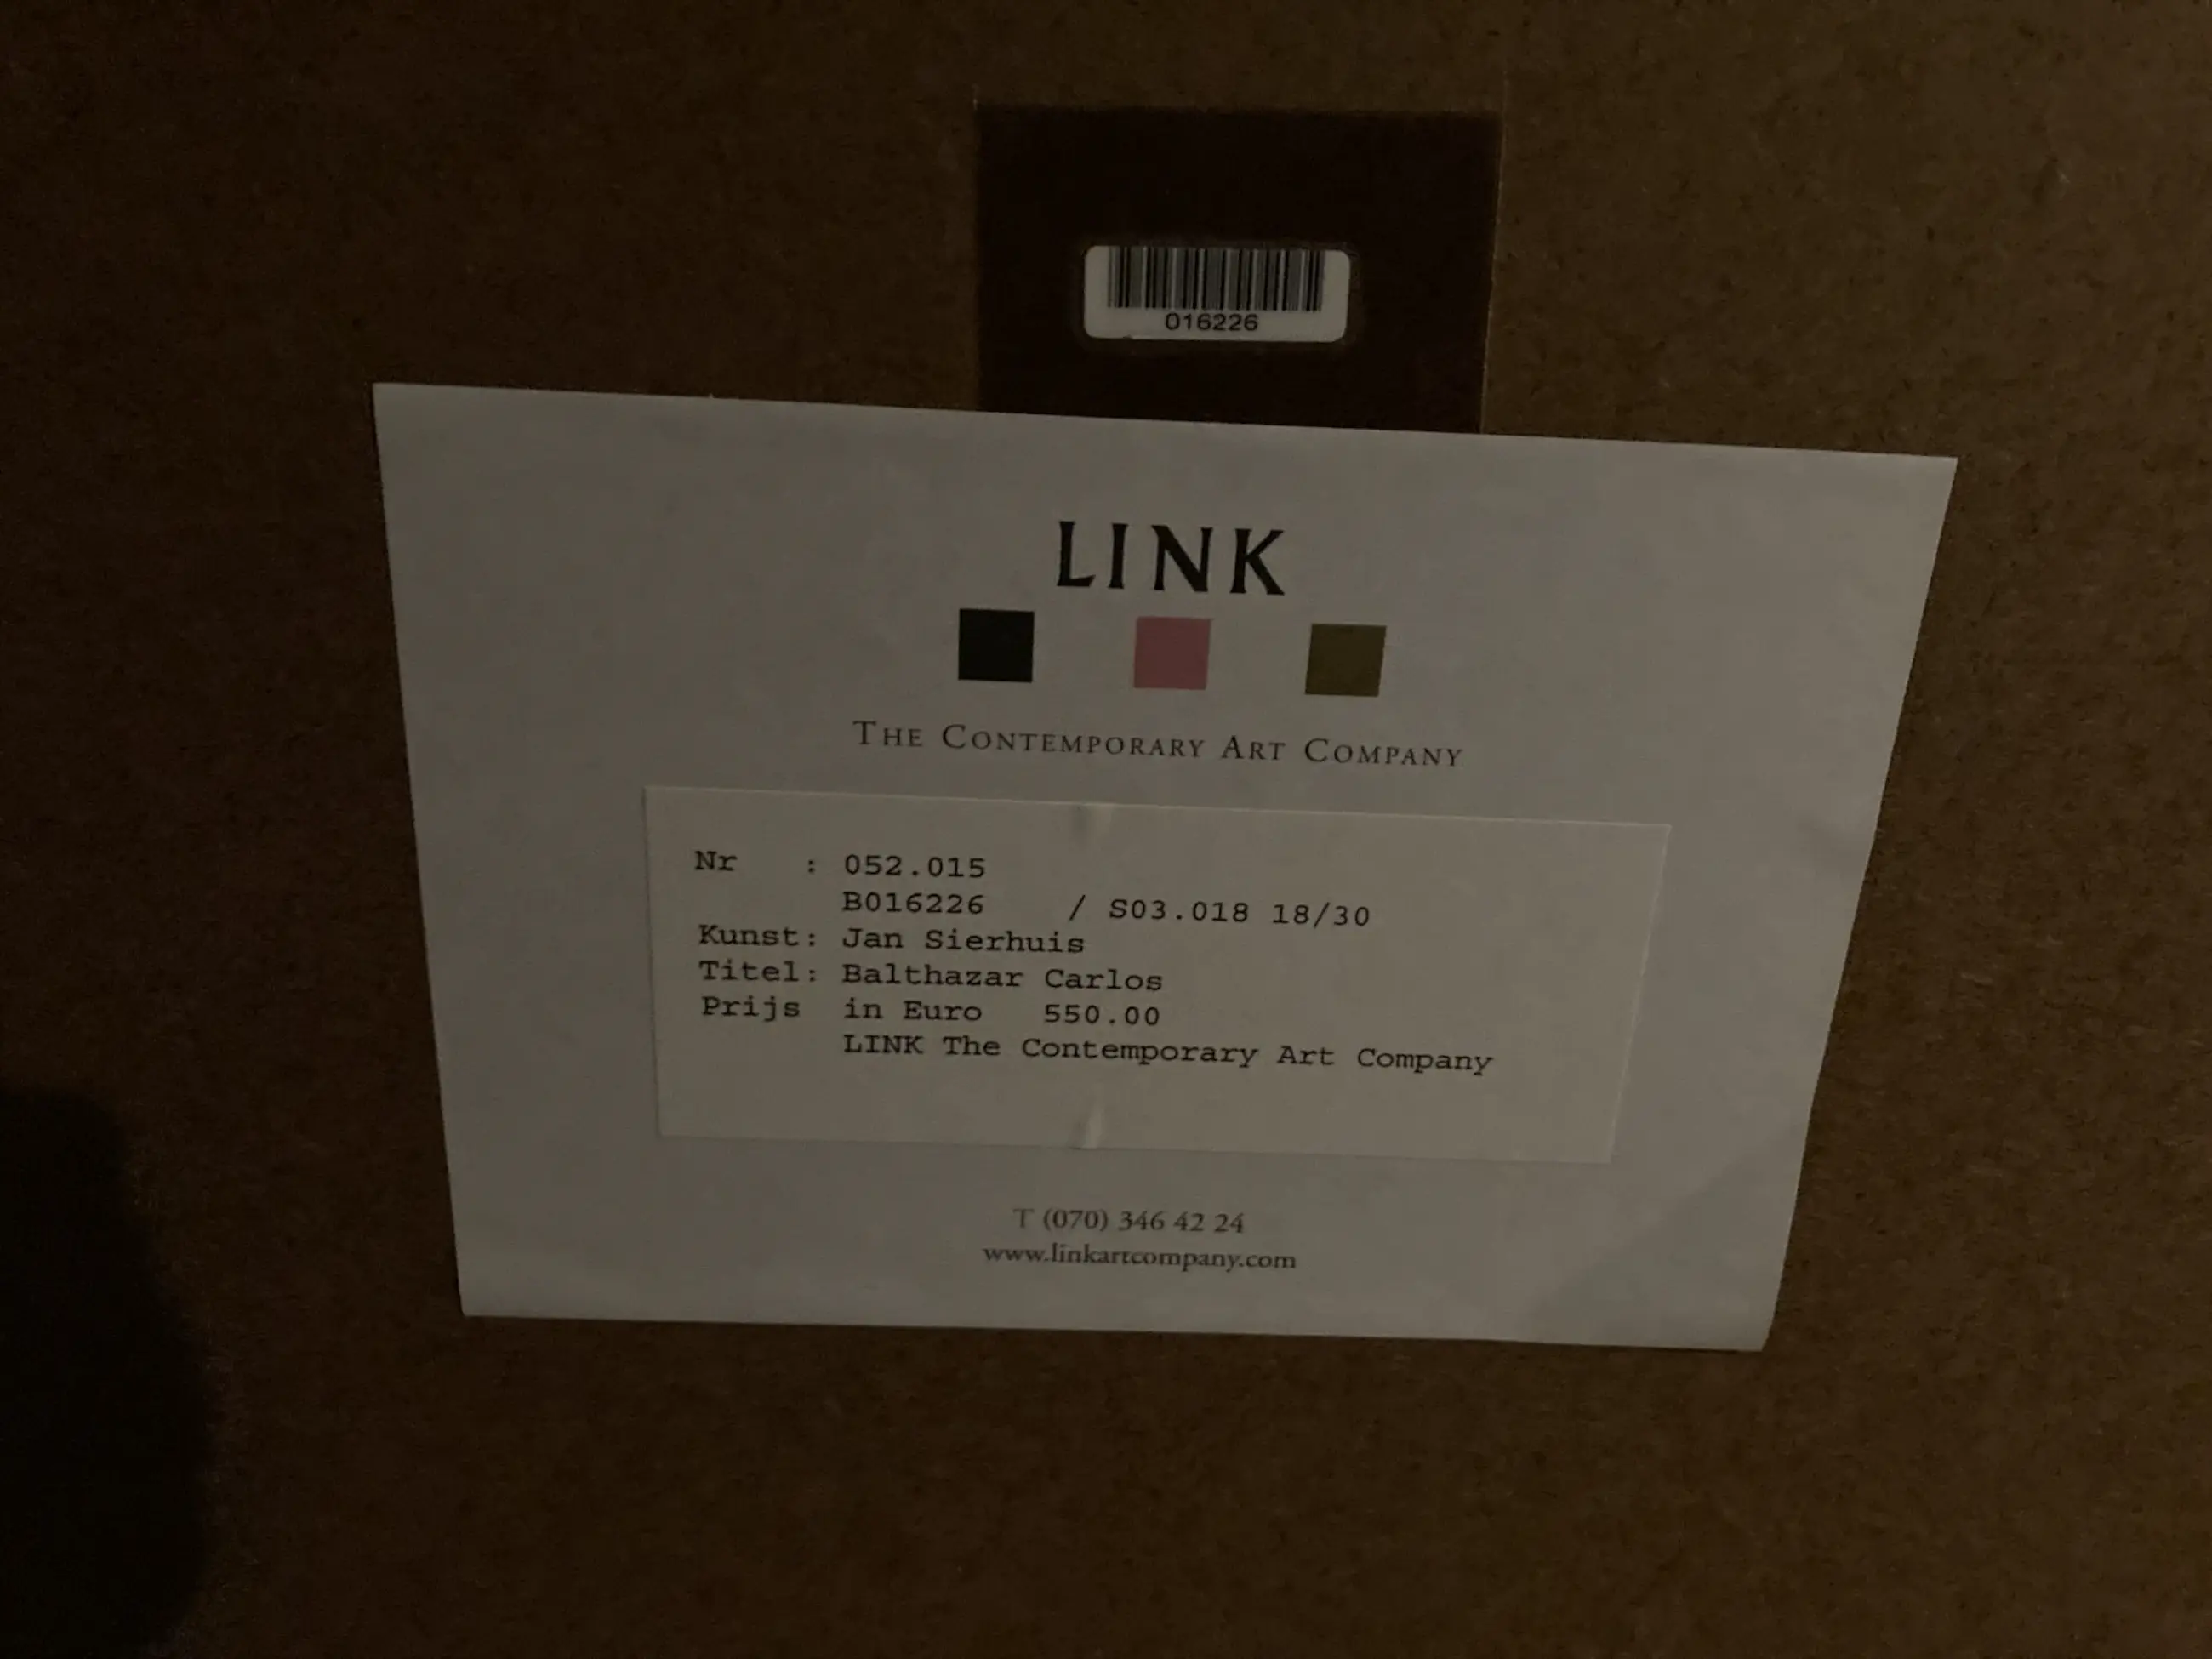 016226
LINK
THE CONTEMPORARY ART COMPANY
Nr : 052.015
B016226 / S03.018 18/30
Kunst: Jan Sierhuis
Titel: Balthazar Carlos
Prijs in Euro 550.00
LINK The Contemporary Art Company
T (070) 346 42 24
www.linkartcompany.com